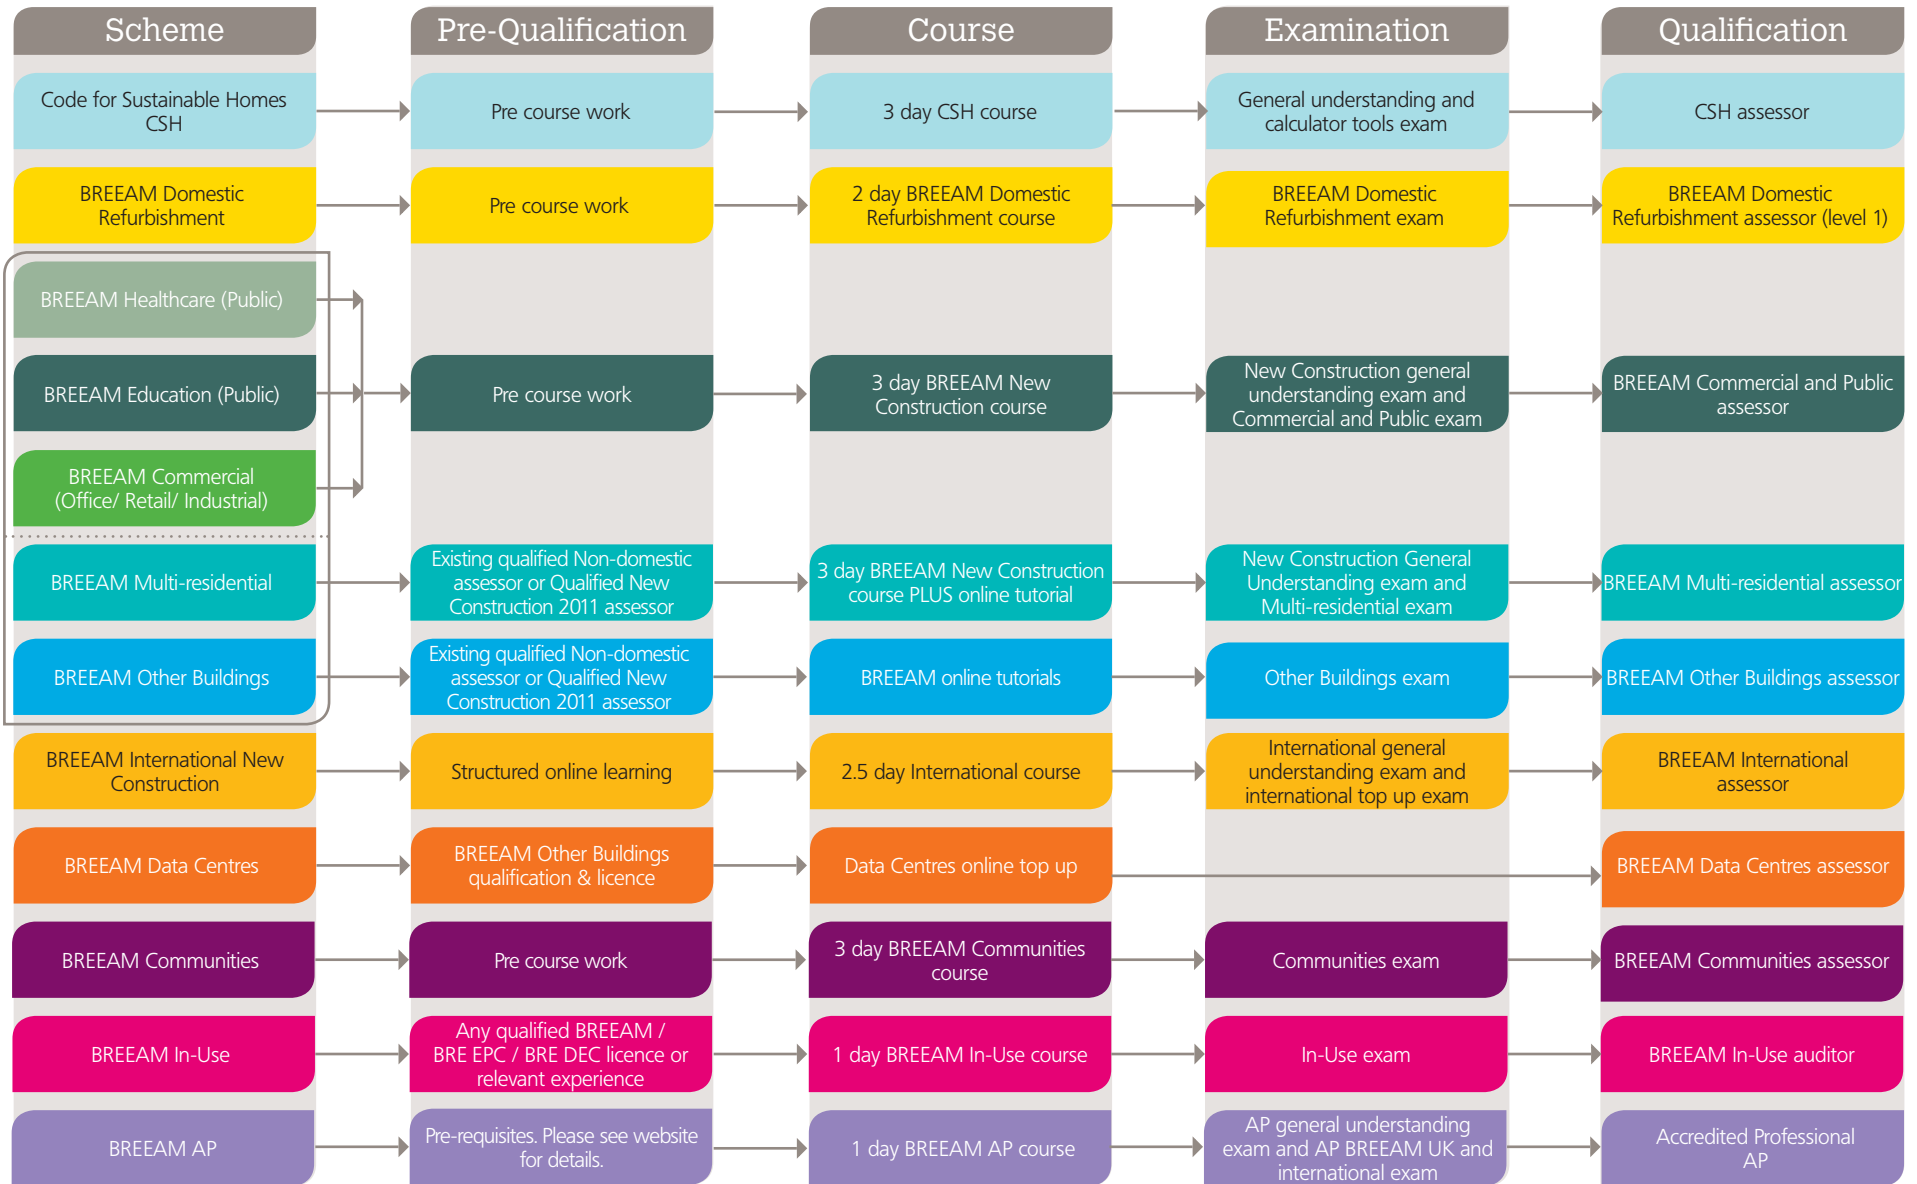 Scheme
Pre-Qualification
Course
Examination
Qualification
Code for Sustainable Homes
CSH
Pre course work
3 day CSH course
General understanding and
calculator tools exam
CSH assessor
BREEAM Domestic
Refurbishment
Pre course work
2 day BREEAM Domestic
Refurbishment course
BREEAM Domestic
Refurbishment exam
BREEAM Domestic
Refurbishment assessor (level 1)
BREEAM Healthcare (Public)
BREEAM Education (Public)
Pre course work
3 day BREEAM New
Construction course
New Construction general
understanding exam and
Commercial and Public exam
BREEAM Commercial and Public
assessor
BREEAM Commercial
(Office/ Retail/ Industrial)
BREEAM Multi-residential
Existing qualified Non-domestic
assessor or Qualified New
Construction 2011 assessor
3 day BREEAM New Construction
course PLUS online tutorial
New Construction General
Understanding exam and
Multi-residential exam
BREEAM Multi-residential assessor
BREEAM Other Buildings
Existing qualified Non-domestic
assessor or Qualified New
Construction 2011 assessor
BREEAM online tutorials
Other Buildings exam
BREEAM Other Buildings assessor
BREEAM International New
Construction
Structured online learning
2.5 day International course
International general
understanding exam and
international top up exam
BREEAM International
assessor
BREEAM Data Centres
BREEAM Other Buildings
qualification & licence
Data Centres online top up
BREEAM Data Centres assessor
BREEAM Communities
Pre course work
3 day BREEAM Communities
course
Communities exam
BREEAM Communities assessor
BREEAM In-Use
Any qualified BREEAM /
BRE EPC / BRE DEC licence or
relevant experience
1 day BREEAM In-Use course
In-Use exam
BREEAM In-Use auditor
BREEAM AP
Pre-requisites. Please see website
for details.
1 day BREEAM AP course
AP general understanding
exam and AP BREEAM UK and
international exam
Accredited Professional
AP